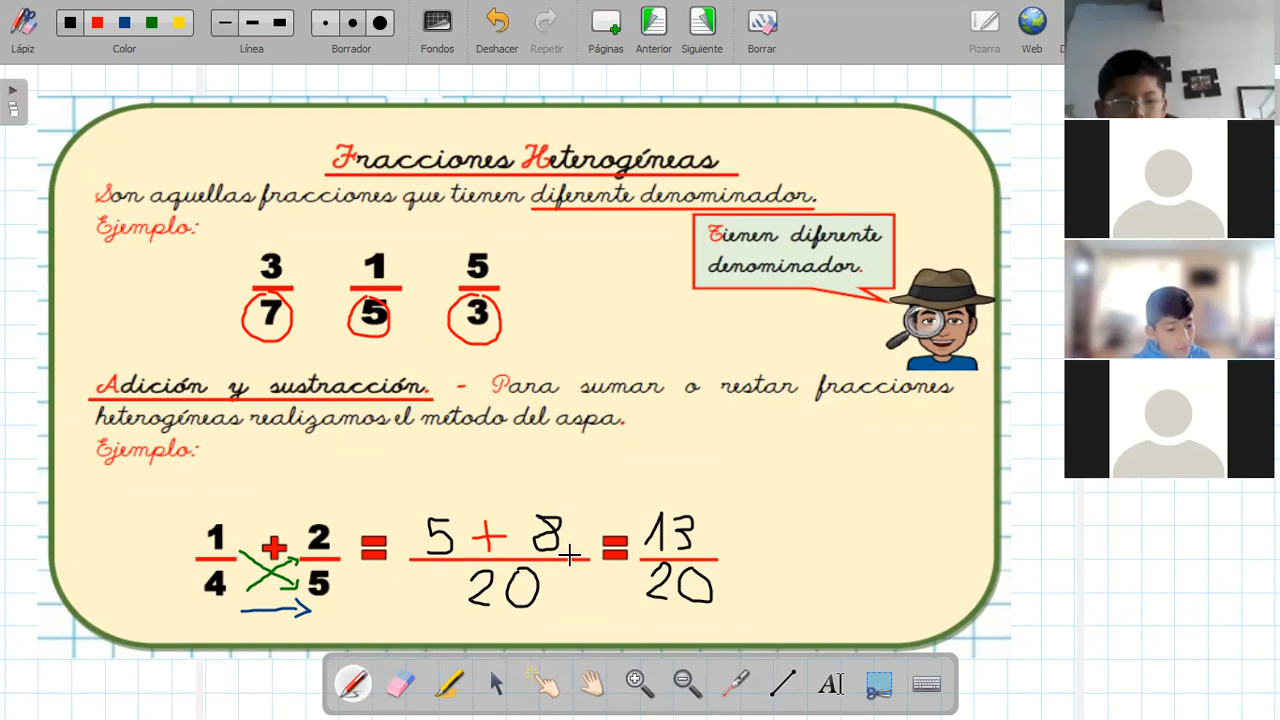 Lápiz Color Línea Borrador Fondos Deshacer Repetir Páginas Anterior Siguiente Borrar Pizarra Web
Fracciones Heterogéneas
Son aquellas fracciones que tienen diferente denominador.
Ejemplo:
Tienen diferente
denominador.
3 1 5
7 5 3
Adición y sustracción. - Para sumar o restar fracciones
heterogéneas realizamos el método del aspa.
Ejemplo:
1 + 2 = 5 + 8 = 13
4 5 20 20
AI